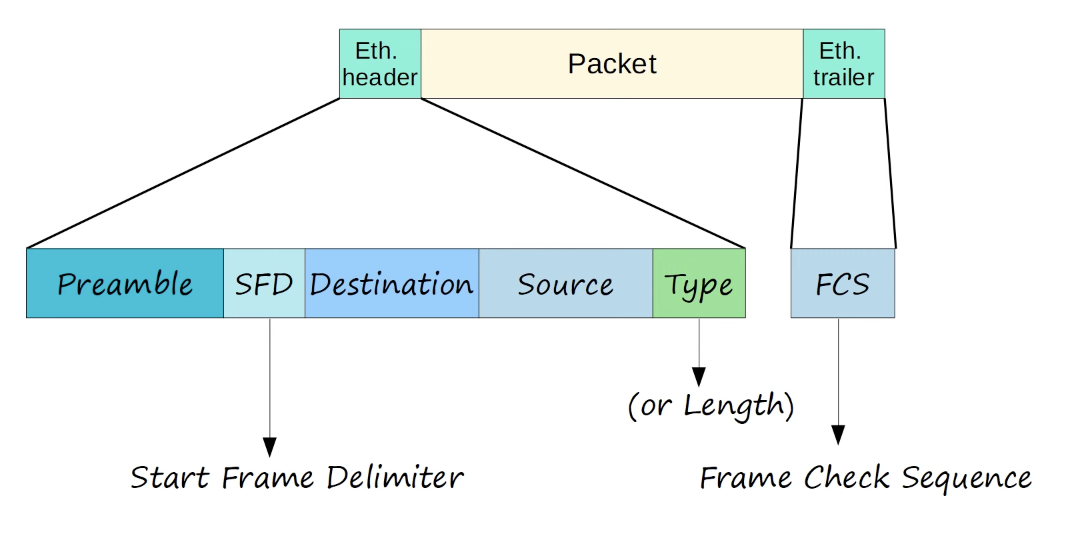 Eth.
header
Packet
Eth.
trailer
Preamble
SFD
Destination
Source
Type
FCS
(or Length)
Start Frame Delimiter
Frame Check Sequence